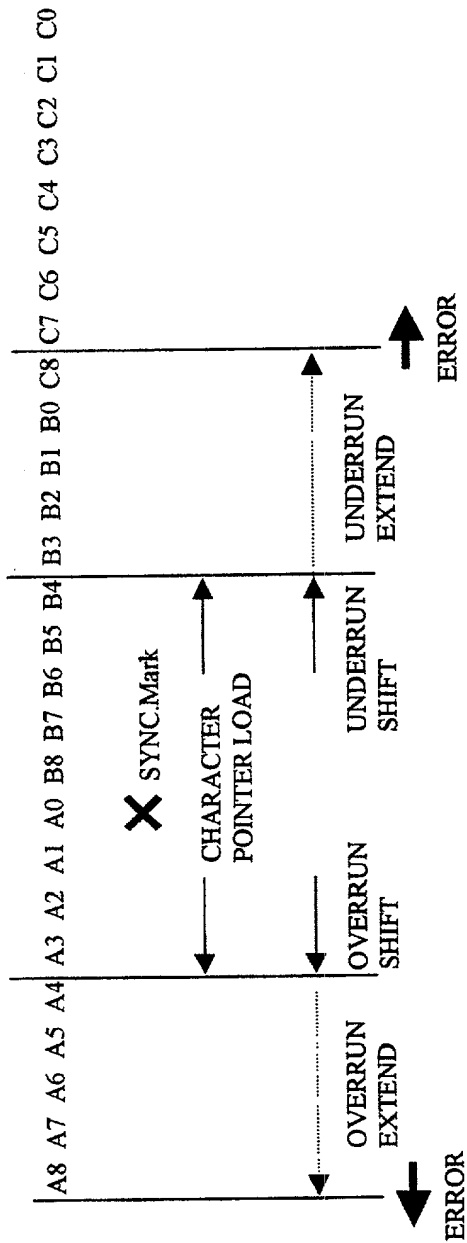 A8 A7 A6 A5 A4 A3 A2 A1 A0 B8 B7 B6 B5 B4 B3 B2 B1 B0 C8 C7 C6 C5 C4 C3 C2 C1 C0
SYNC.Mark
CHARACTER
POINTER LOAD
OVERRUN
EXTEND
OVERRUN
SHIFT
UNDERRUN
SHIFT
UNDERRUN
EXTEND
ERROR
ERROR